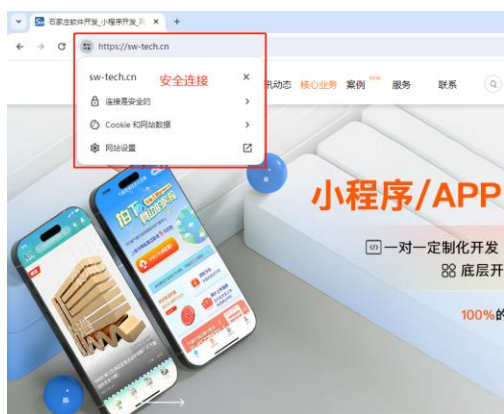 石家庄软件开发_小程序开发_
https://sw-tech.cn
sw-tech.cn
安全连接
连接是安全的
Cookie 和网站数据
网站设置
讯动态 核心业务 案例 服务 联系
小程序/APP
一对一定制化开发
底层开
100%的